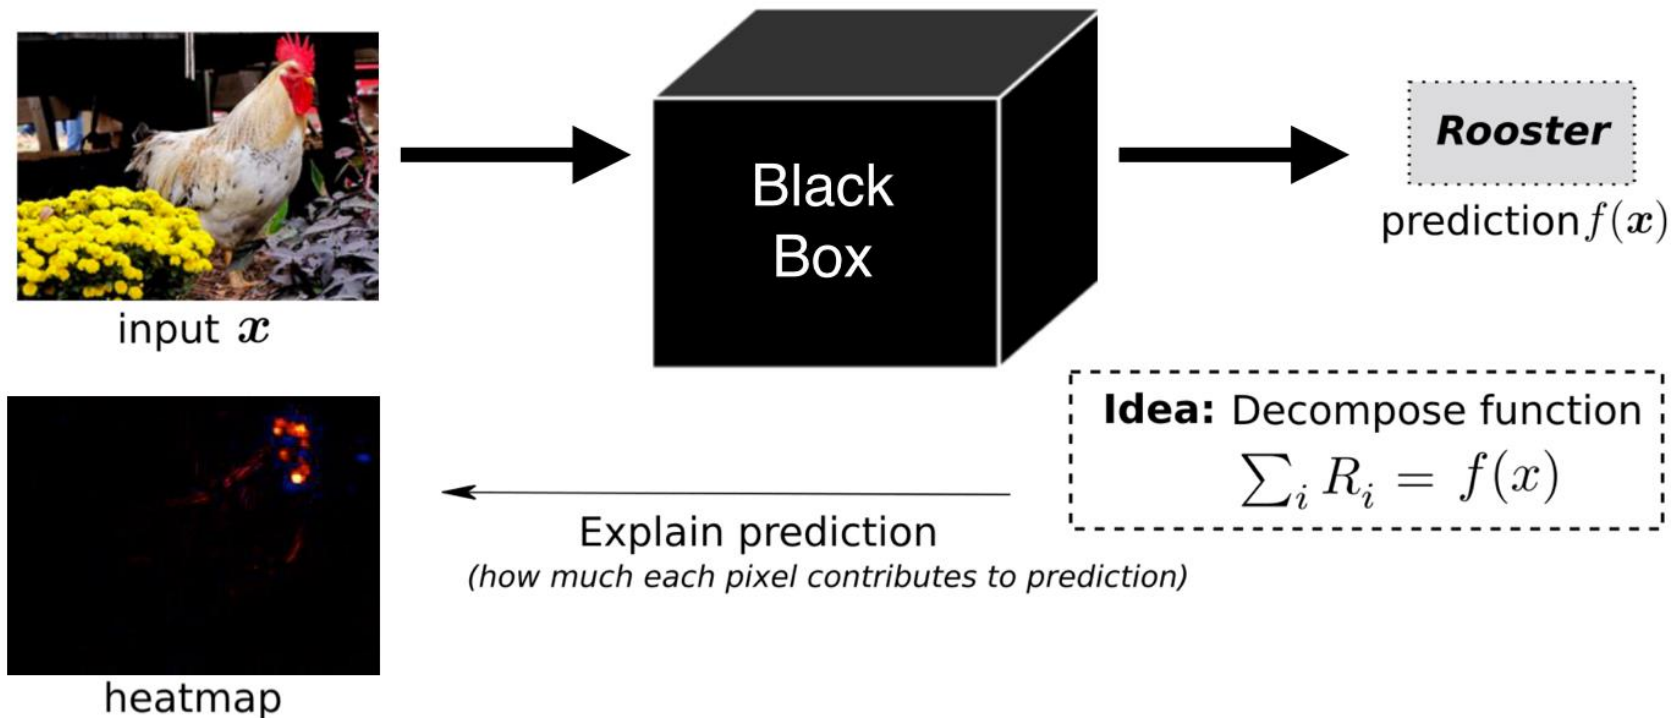 Black
Box
Rooster
prediction f(x)
input x
Idea: Decompose function
∑ᵢ Rᵢ = f(x)
Explain prediction
(how much each pixel contributes to prediction)
heatmap